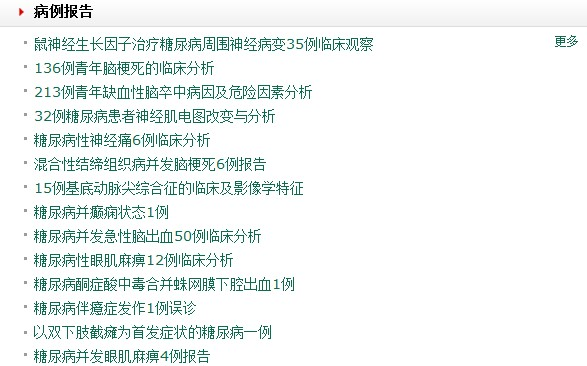 病例报告
更多
鼠神经生长因子治疗糖尿病周围神经病变35例临床观察
136例青年脑梗死的临床分析
213例青年缺血性脑卒中病因及危险因素分析
32例糖尿病患者神经肌电图改变与分析
糖尿病性神经痛6例临床分析
混合性结缔组织病并发脑梗死6例报告
15例基底动脉尖综合征的临床及影像学特征
糖尿病并癫痫状态1例
糖尿病并发急性脑出血50例临床分析
糖尿病性眼肌麻痹12例临床分析
糖尿病酮症酸中毒合并蛛网膜下腔出血1例
糖尿病伴癔症发作1例误诊
以双下肢截瘫为首发症状的糖尿病一例
糖尿病并发眼肌麻痹4例报告